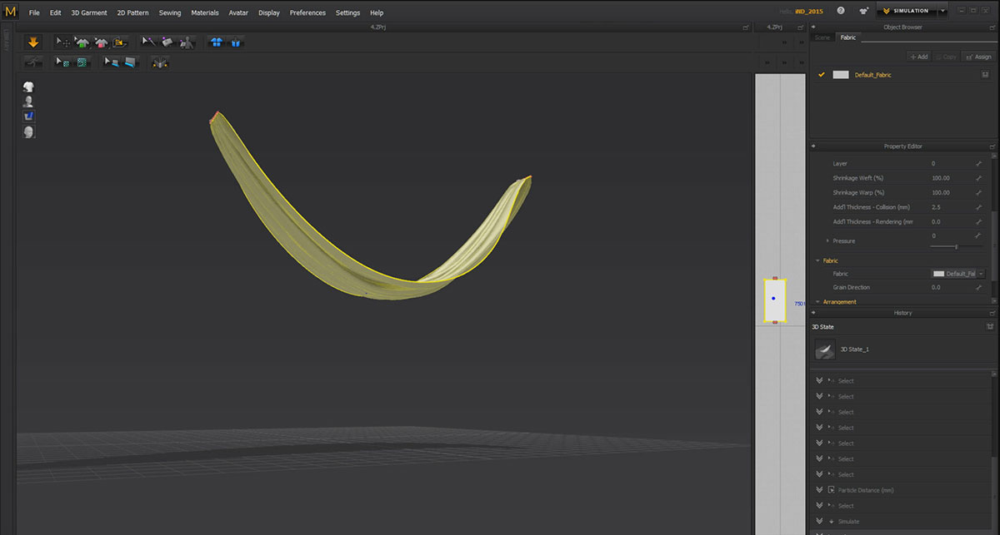 M File Edit 3D Garment 2D Pattern Sewing Materials Avatar Display Preferences Settings Help Hello, iND_2015 SIMULATION
LIBRARY
4.ZPrj
4.ZPrj
7501
Object Browser
Scene Fabric
+ Add Copy Assign
Default_Fabric
Property Editor
Layer 0
Shrinkage Weft (%) 100.00
Shrinkage Warp (%) 100.00
Add'l Thickness - Collision (mm) 2.5
Add'l Thickness - Rendering (mm 0.0
Pressure 0
Fabric
Fabric Default_Fal
Grain Direction 0.0
Arrangement
History
3D State
3D State_1
Select
Select
Select
Select
Select
Select
Select
Particle Distance (mm)
Select
Simulate